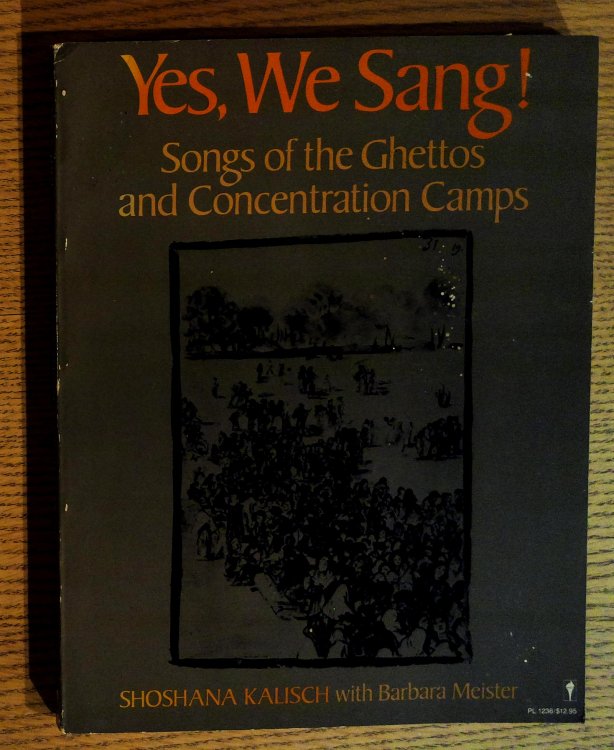 Yes, We Sang!
Songs of the Ghettos
and Concentration Camps
SHOSHANA KALISCH with Barbara Meister
PL 1236/$12.95